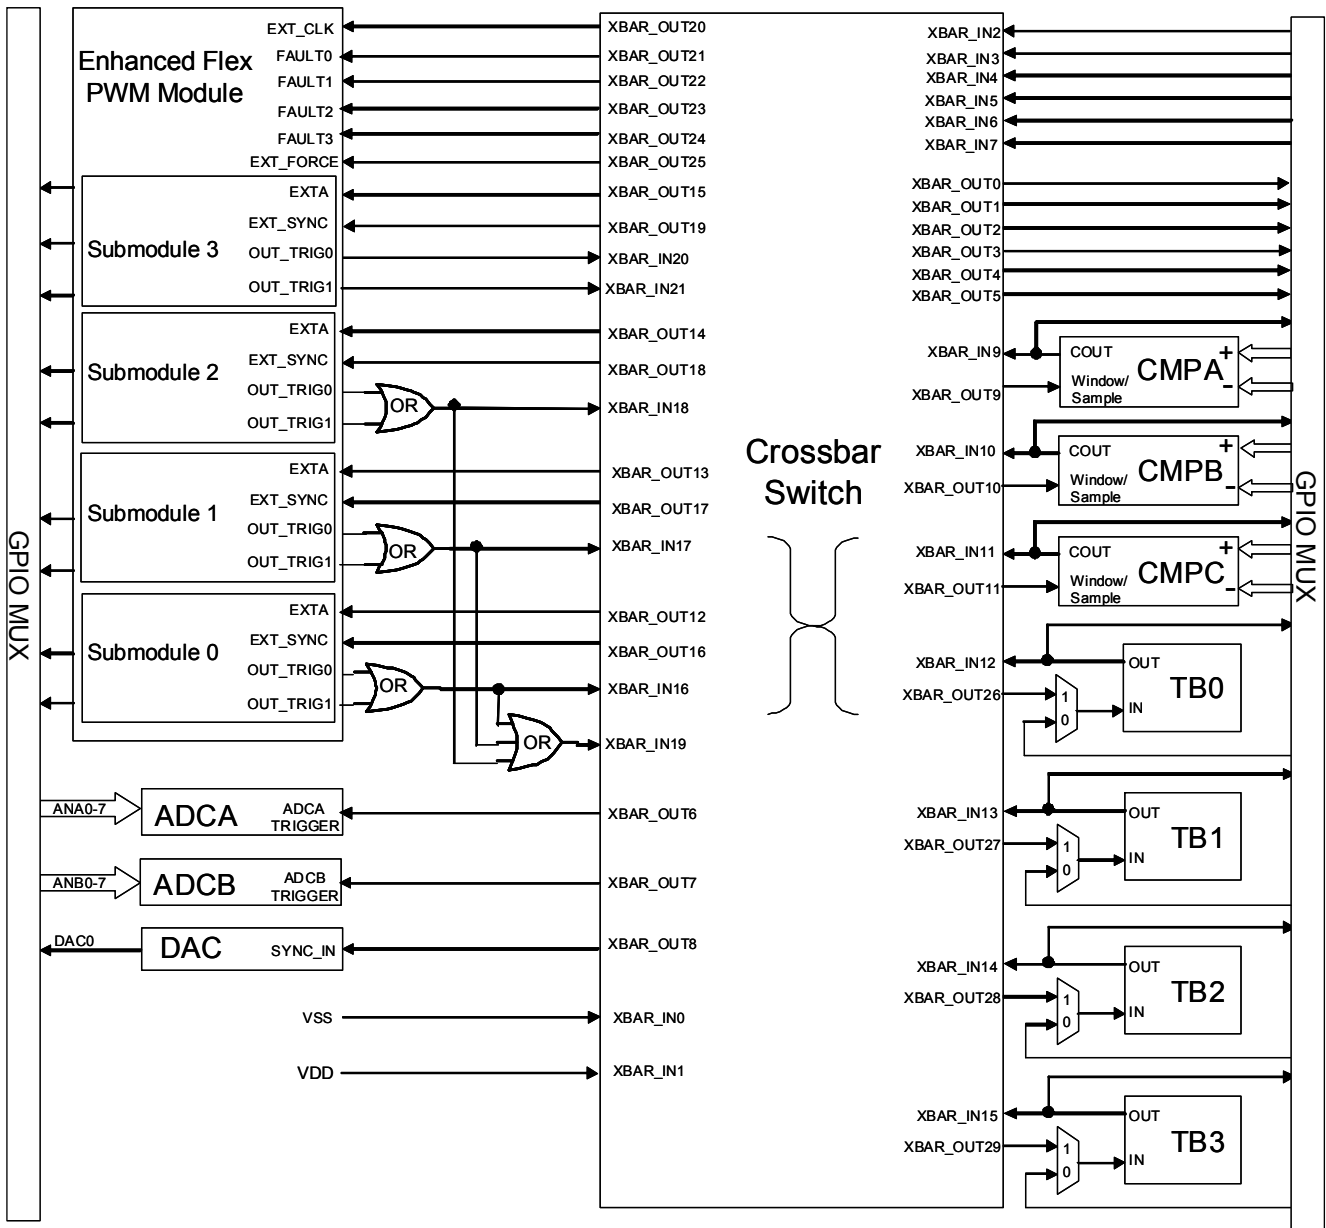 GPIO MUX
Enhanced Flex
PWM Module
EXT_CLK
FAULT0
FAULT1
FAULT2
FAULT3
EXT_FORCE
Submodule 3
EXTA
EXT_SYNC
OUT_TRIG0
OUT_TRIG1
Submodule 2
EXTA
EXT_SYNC
OUT_TRIG0
OUT_TRIG1
OR
Submodule 1
EXTA
EXT_SYNC
OUT_TRIG0
OUT_TRIG1
OR
Submodule 0
EXTA
EXT_SYNC
OUT_TRIG0
OUT_TRIG1
OR
OR
ANA0-7
ADCA
ADCA
TRIGGER
ANB0-7
ADCB
ADCB
TRIGGER
DAC0
DAC
SYNC_IN
VSS
VDD
XBAR_OUT20
XBAR_OUT21
XBAR_OUT22
XBAR_OUT23
XBAR_OUT24
XBAR_OUT25
XBAR_OUT15
XBAR_OUT19
XBAR_IN20
XBAR_IN21
XBAR_OUT14
XBAR_OUT18
XBAR_IN18
XBAR_OUT13
XBAR_OUT17
XBAR_IN17
XBAR_OUT12
XBAR_OUT16
XBAR_IN16
XBAR_IN19
XBAR_OUT6
XBAR_OUT7
XBAR_OUT8
XBAR_IN0
XBAR_IN1
Crossbar
Switch
XBAR_IN2
XBAR_IN3
XBAR_IN4
XBAR_IN5
XBAR_IN6
XBAR_IN7
XBAR_OUT0
XBAR_OUT1
XBAR_OUT2
XBAR_OUT3
XBAR_OUT4
XBAR_OUT5
XBAR_IN9
XBAR_OUT9
XBAR_IN10
XBAR_OUT10
XBAR_IN11
XBAR_OUT11
XBAR_IN12
XBAR_OUT26
XBAR_IN13
XBAR_OUT27
XBAR_IN14
XBAR_OUT28
XBAR_IN15
XBAR_OUT29
COUT
CMPA
+
-
Window/
Sample
COUT
CMPB
+
-
Window/
Sample
COUT
CMPC
+
-
Window/
Sample
OUT
TB0
1
0
IN
OUT
TB1
1
0
IN
OUT
TB2
1
0
IN
OUT
TB3
1
0
IN
GPIO MUX